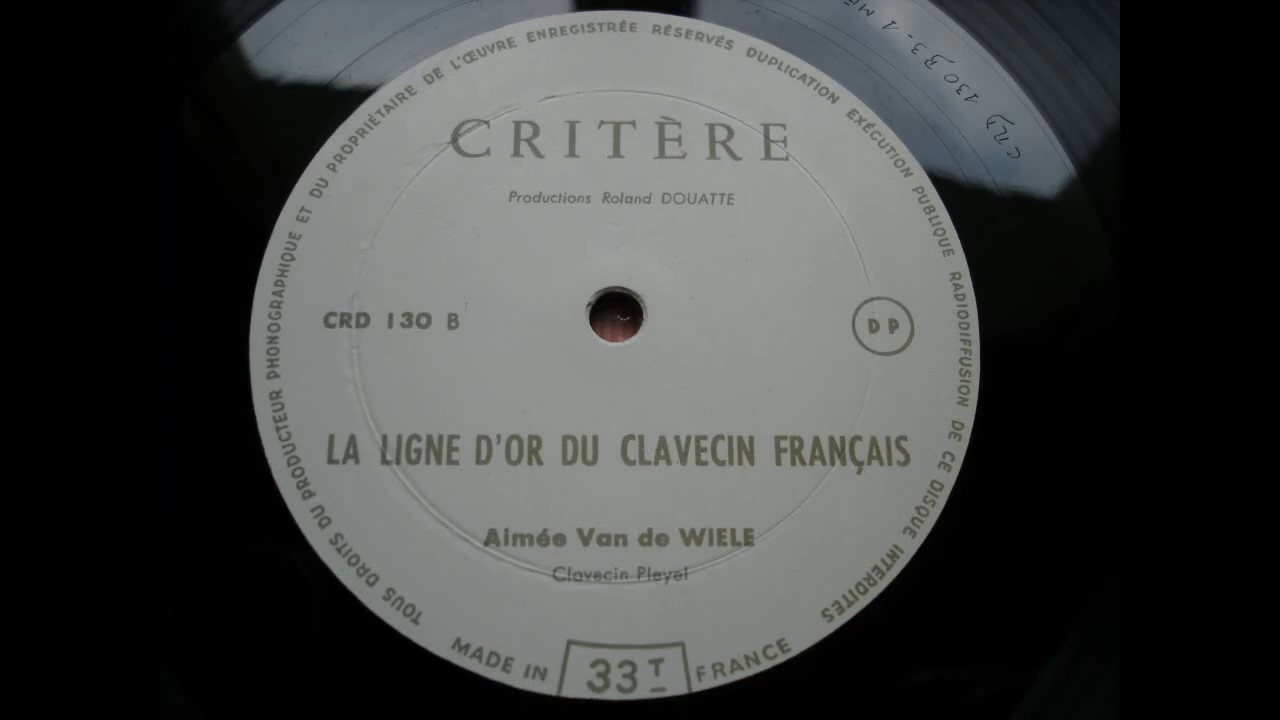 TOUS DROITS DU PRODUCTEUR PHONOGRAPHIQUE ET DU PROPRIÉTAIRE DE L'ŒUVRE ENREGISTRÉE RÉSERVÉS DUPLICATION EXÉCUTION PUBLIQUE RADIODIFFUSION DE CE DISQUE INTERDITES
CRITÈRE
Productions Roland DOUATTE
CRD 130 B
DP
LA LIGNE D'OR DU CLAVECIN FRANÇAIS
Aimée Van de WIELE
Clavecin Pleyel
MADE IN FRANCE
33 T
CRD 130 B